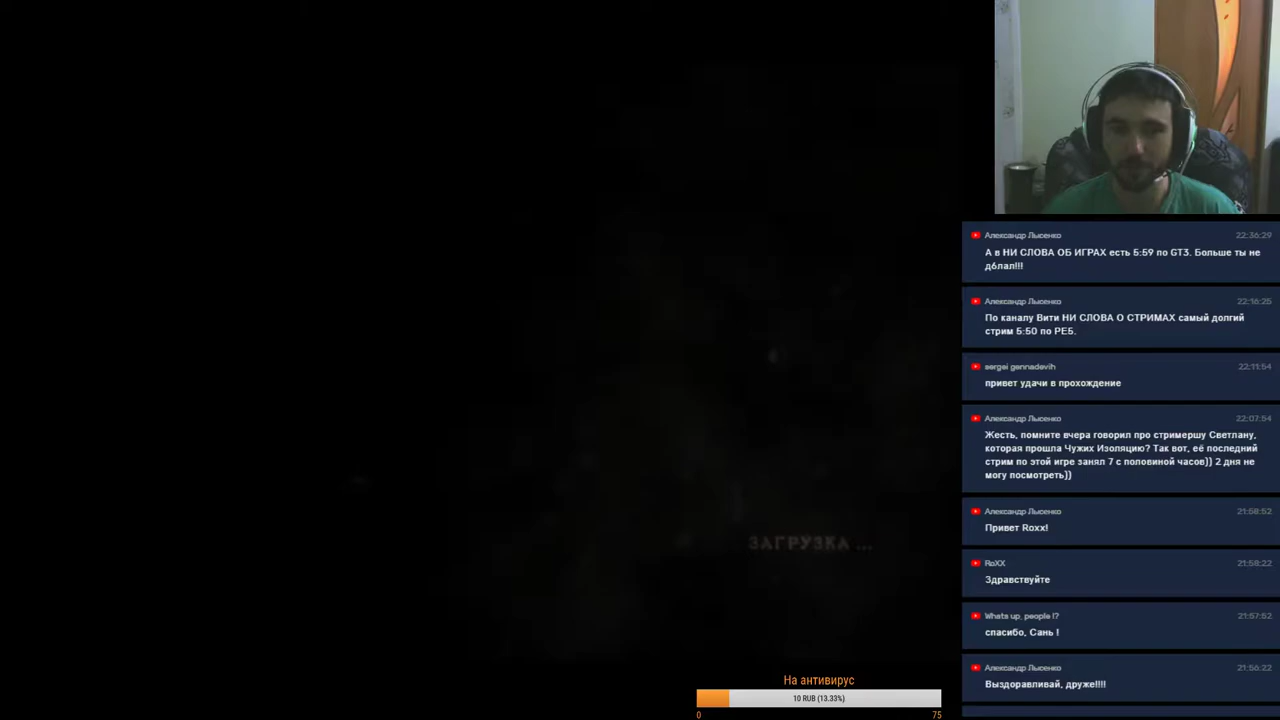 Александр Лысенко 22:36:29
А в НИ СЛОВА ОБ ИГРАХ есть 5:59 по GT3. Больше ты не
д6лал!!!
Александр Лысенко 22:16:25
По каналу Вити НИ СЛОВА О СТРИМАХ самый долгий
стрим 5:50 по РЕ5.
sergei gennadevih 22:11:54
привет удачи в прохождение
Александр Лысенко 22:07:54
Жесть, помните вчера говорил про стримершу Светлану,
которая прошла Чужих Изоляцию? Так вот, её последний
стрим по этой игре занял 7 с половиной часов)) 2 дня не
могу посмотреть))
Александр Лысенко 21:58:52
Привет Roxx!
RoXX 21:58:22
Здравствуйте
Whats up, people !? 21:57:52
спасибо, Сань !
Александр Лысенко 21:56:22
Выздоравливай, друже!!!!
ЗАГРУЗКА ...
На антивирус
10 RUB (13.33%)
0 75